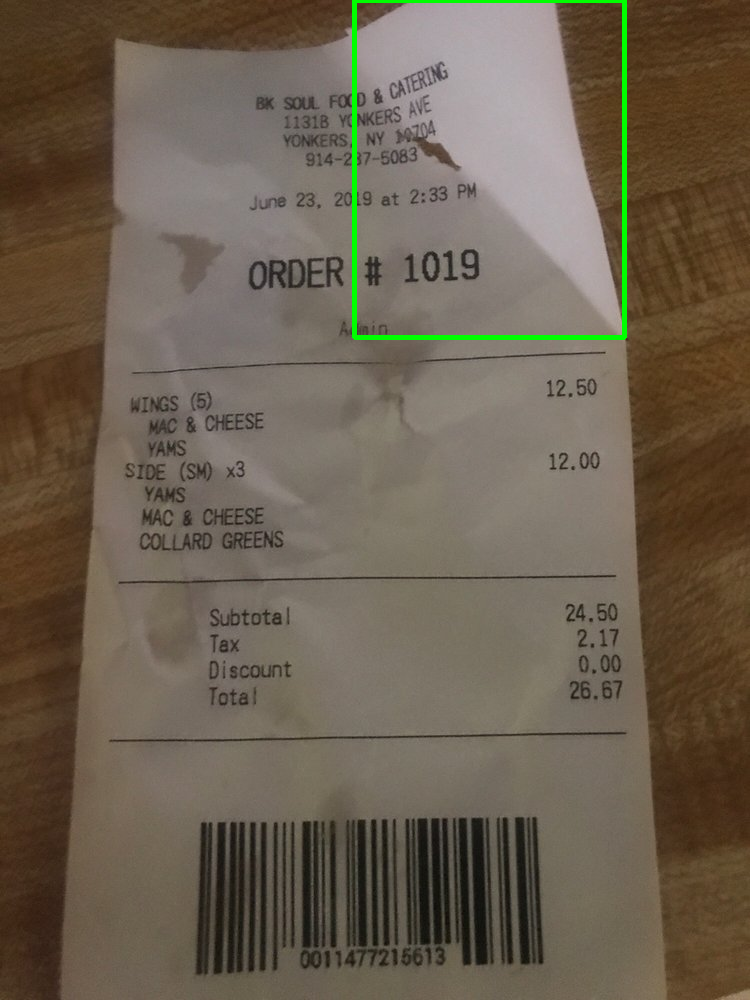 BK SOUL FOOD & CATERING
1131B YONKERS AVE
YONKERS, NY 10704
914-237-5083
June 23, 2019 at 2:33 PM
ORDER # 1019
Admin
WINGS (5) 12.50
MAC & CHEESE
YAMS
SIDE (SM) x3 12.00
YAMS
MAC & CHEESE
COLLARD GREENS
Subtotal 24.50
Tax 2.17
Discount 0.00
Total 26.67
0011477215613